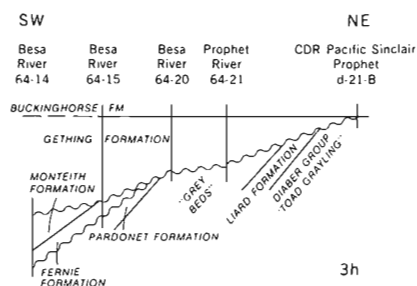 SW
NE
Besa
River
64-14
Besa
River
64-15
Besa
River
64-20
Prophet
River
64-21
CDR Pacific Sinclair
Prophet
d-21-B
BUCKINGHORSE FM
GETHING FORMATION
MONTEITH
FORMATION
"GREY
BEDS"
LIARD FORMATION
DIABER GROUP
"TOAD GRAYLING"
PARDONET FORMATION
FERNIE
FORMATION
3h